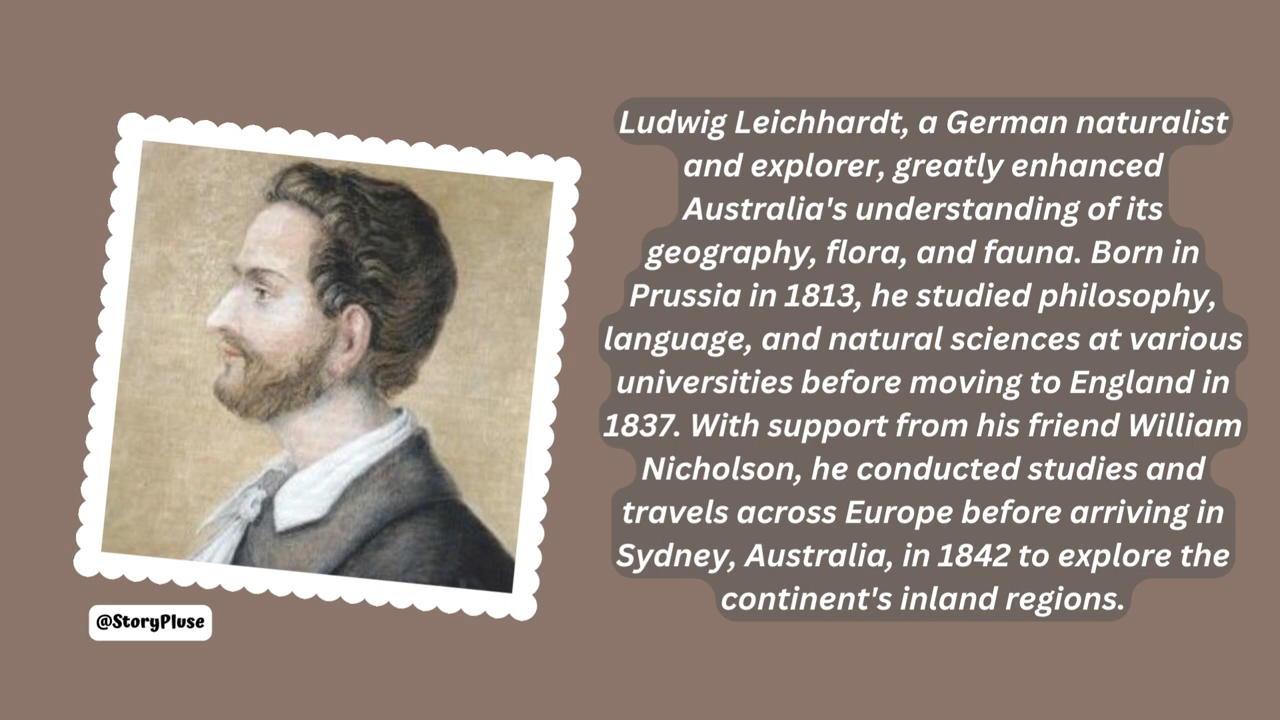 Ludwig Leichhardt, a German naturalist
and explorer, greatly enhanced
Australia's understanding of its
geography, flora, and fauna. Born in
Prussia in 1813, he studied philosophy,
language, and natural sciences at various
universities before moving to England in
1837. With support from his friend William
Nicholson, he conducted studies and
travels across Europe before arriving in
Sydney, Australia, in 1842 to explore the
continent's inland regions.
@StoryPluse